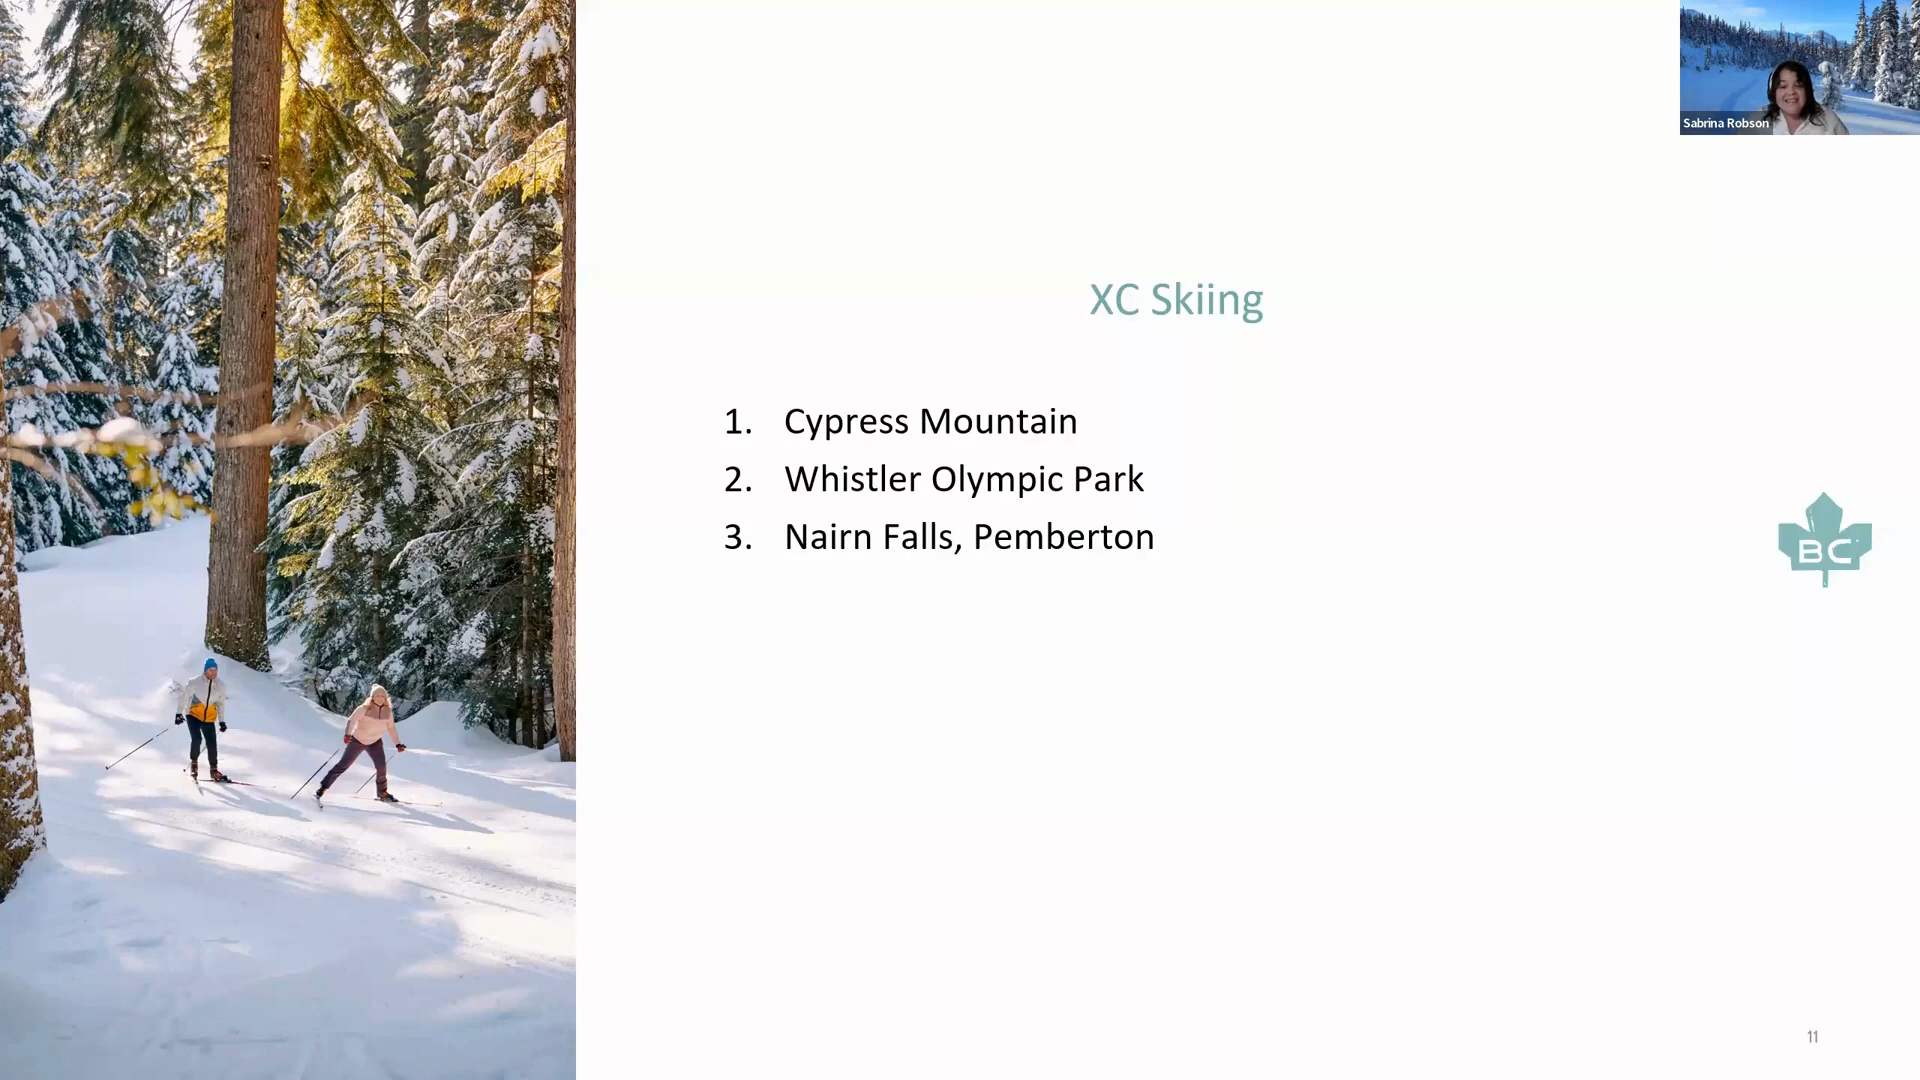 Sabrina Robson
XC Skiing
1. Cypress Mountain
2. Whistler Olympic Park
3. Nairn Falls, Pemberton
BC
11